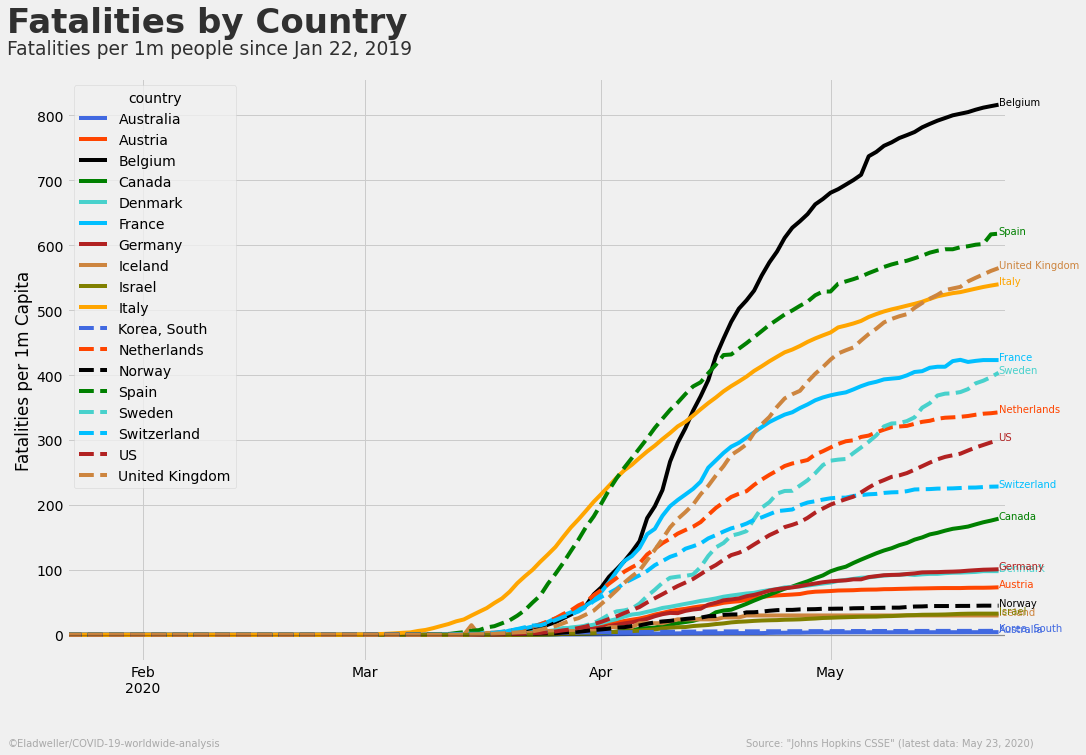 Fatalities by Country
Fatalities per 1m people since Jan 22, 2019
Fatatlities per 1m Capita
800
700
600
500
400
300
200
100
0
country
Australia
Austria
Belgium
Canada
Denmark
France
Germany
Iceland
Israel
Italy
Korea, South
Netherlands
Norway
Spain
Sweden
Switzerland
US
United Kingdom
Belgium
Spain
United Kingdom
Italy
France
Sweden
Netherlands
US
Switzerland
Canada
Germany
Denmark
Austria
Norway
Israel
Iceland
Korea, South
Australia
Feb
2020
Mar
Apr
May
©Eladweller/COVID-19-worldwide-analysis
Source: "Johns Hopkins CSSE" (latest data: May 23, 2020)